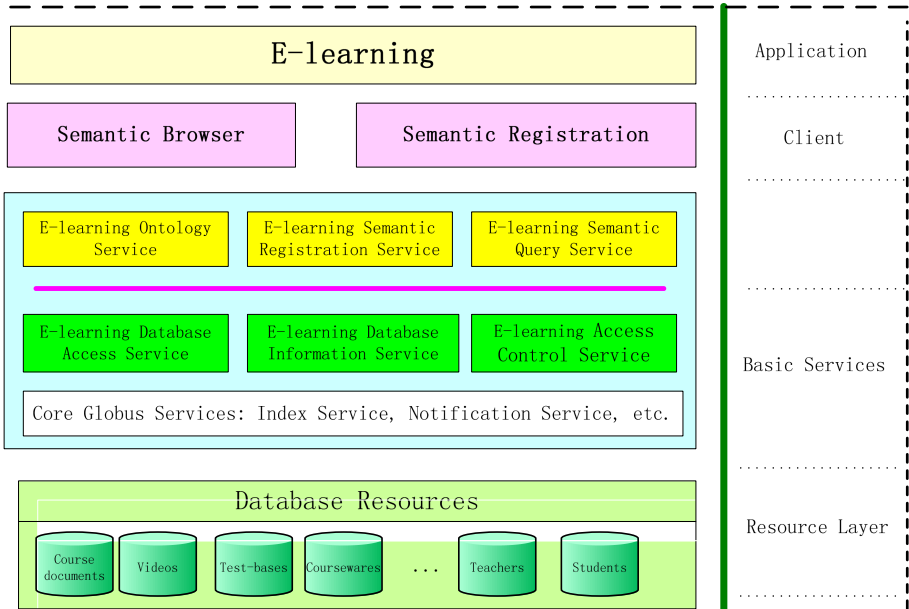 E-learning
Application
Semantic Browser
Semantic Registration
Client
E-learning Ontology
Service
E-learning Semantic
Registration Service
E-learning Semantic
Query Service
E-learning Database
Access Service
E-learning Database
Information Service
E-learning Access
Control Service
Basic Services
Core Globus Services: Index Service, Notification Service, etc.
Database Resources
Resource Layer
Course
documents
Videos
Test-bases
Coursewares
...
Teachers
Students